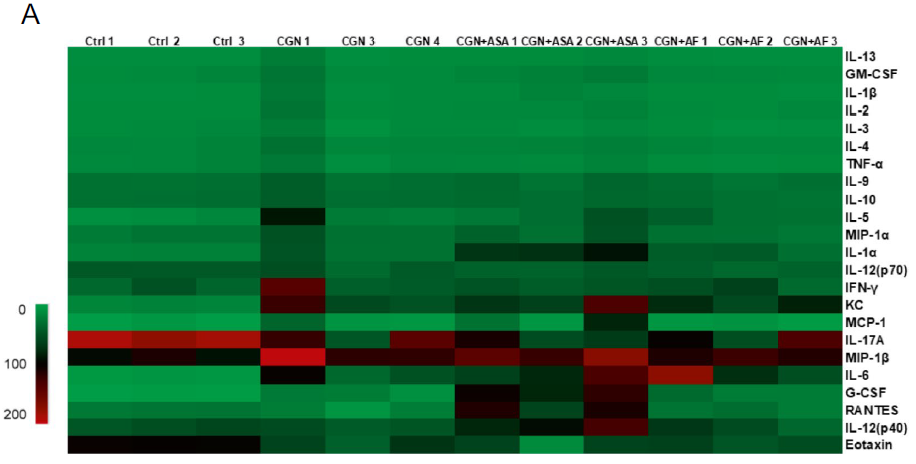 A
Ctrl 1 Ctrl 2 Ctrl 3 CGN 1 CGN 3 CGN 4 CGN+ASA 1 CGN+ASA 2 CGN+ASA 3 CGN+AF 1 CGN+AF 2 CGN+AF 3
IL-13
GM-CSF
IL-1β
IL-2
IL-3
IL-4
TNF-α
IL-9
IL-10
IL-5
MIP-1α
IL-1α
IL-12(p70)
IFN-γ
KC
MCP-1
IL-17A
MIP-1β
IL-6
G-CSF
RANTES
IL-12(p40)
Eotaxin
0
100
200